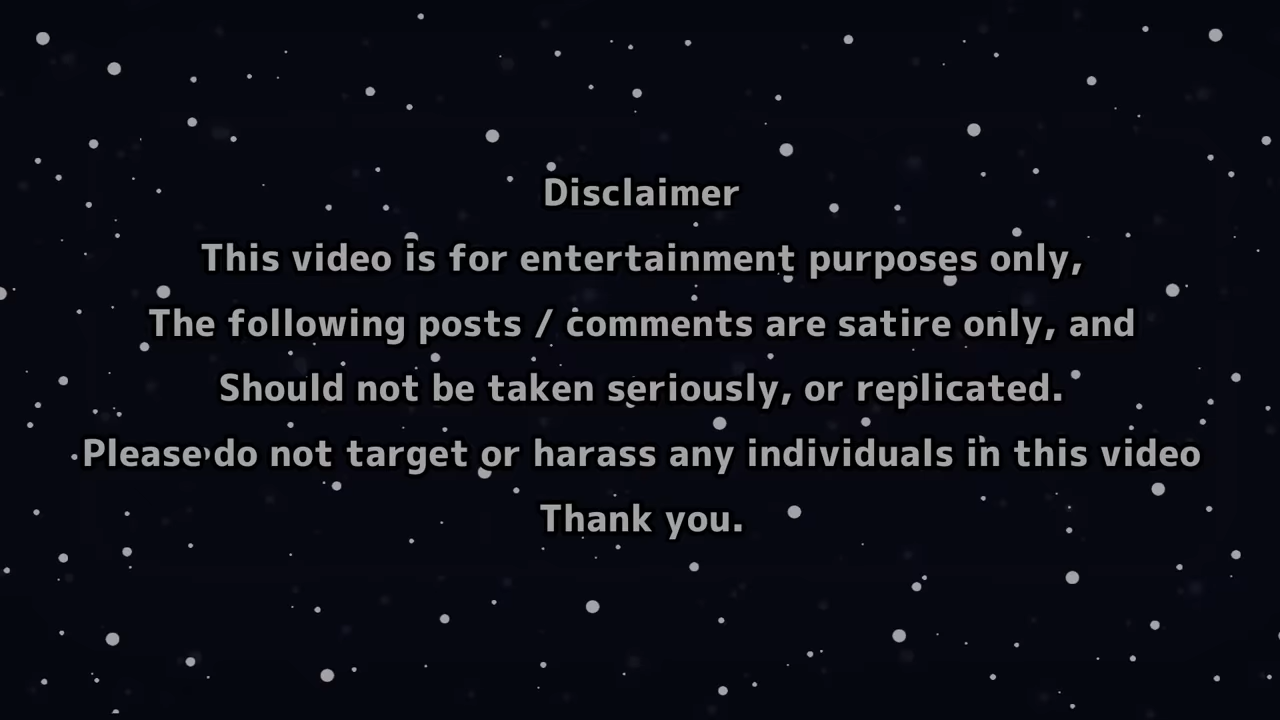 Disclaimer
This video is for entertainment purposes only,
The following posts / comments are satire only, and
Should not be taken seriously, or replicated.
Please do not target or harass any individuals in this video
Thank you.